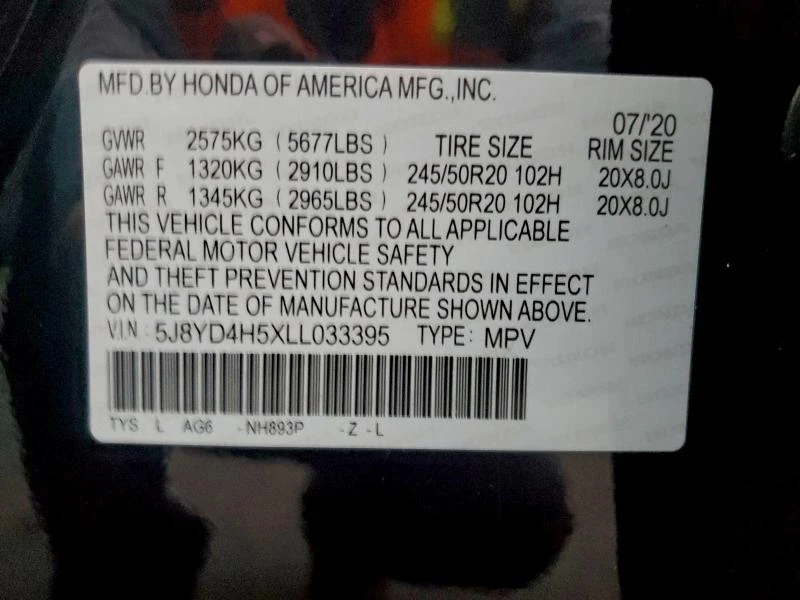 MFD.BY HONDA OF AMERICA MFG.,INC.
07/'20
GVWR 2575KG ( 5677LBS ) TIRE SIZE RIM SIZE
GAWR F 1320KG ( 2910LBS ) 245/50R20 102H 20X8.0J
GAWR R 1345KG ( 2965LBS ) 245/50R20 102H 20X8.0J
THIS VEHICLE CONFORMS TO ALL APPLICABLE
FEDERAL MOTOR VEHICLE SAFETY
AND THEFT PREVENTION STANDARDS IN EFFECT
ON THE DATE OF MANUFACTURE SHOWN ABOVE.
V.I.N. 5J8YD4H5XLL033395 TYPE: MPV
TYS L AG6 -NH893P -Z -L